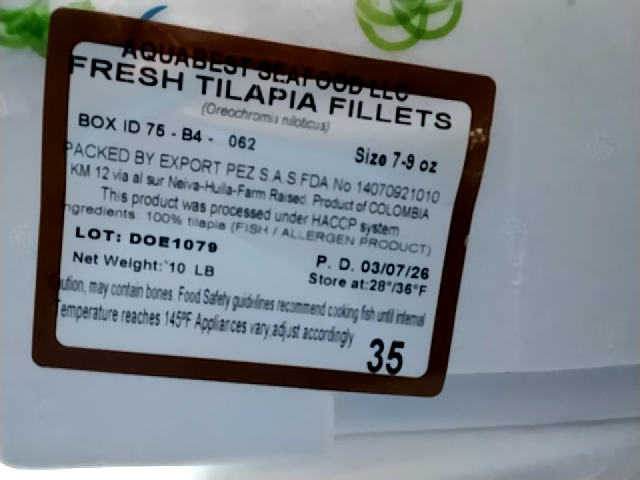 AQUABEST SEAFOOD LLC
FRESH TILAPIA FILLETS
(Oreochromis niloticus)
BOX ID 75 - B4 - 062
Size 7-9 oz
PACKED BY EXPORT PEZ S.A.S.FDA No 14070921010
KM 12 via al sur Neiva-Huila-Farm Raised. Product of COLOMBIA
This product was processed under HACCP system
ngredients: 100% tilapia (FISH / ALLERGEN PRODUCT)
LOT: DOE1079
P. D. 03/07/26
Net Weight: 10 LB
Store at:28°/36°F
aution, may contain bones. Food Safety guidelines recommend cooking fish until internal
Temperature reaches 145ºF Appliances vary,adjust accordingly
35